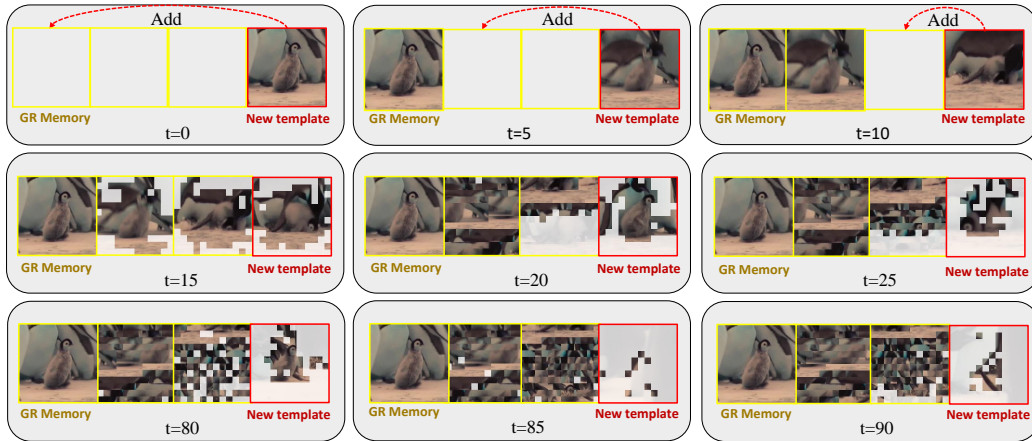 Add
GR Memory
New template
t=0
Add
GR Memory
New template
t=5
Add
GR Memory
New template
t=10
GR Memory
New template
t=15
GR Memory
New template
t=20
GR Memory
New template
t=25
GR Memory
New template
t=80
GR Memory
New template
t=85
GR Memory
New template
t=90